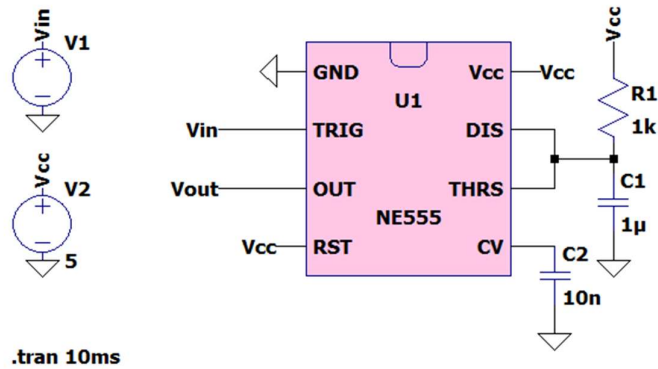 Vin
V1
Vcc
V2
5
.tran 10ms
GND
Vcc
Vcc
U1
Vin
TRIG
DIS
Vout
OUT
THRS
NE555
Vcc
RST
CV
C2
10n
Vcc
R1
1k
C1
1µ